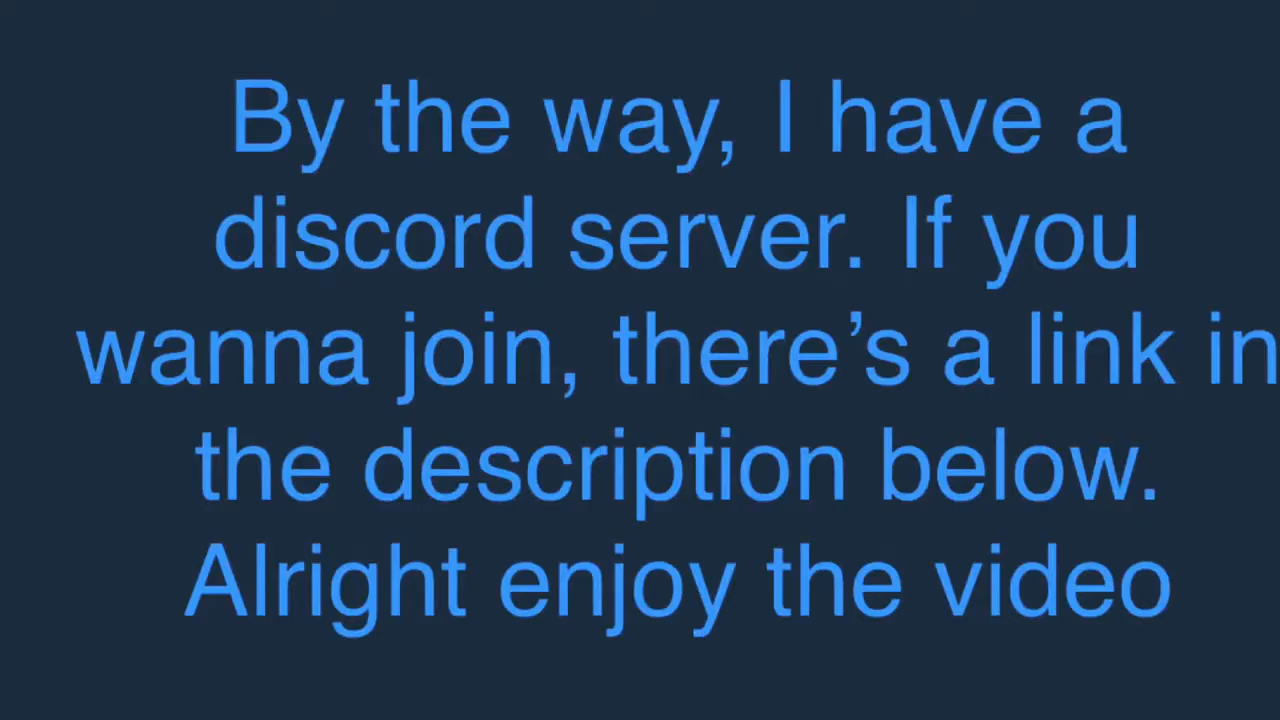 By the way, I have a
discord server. If you
wanna join, there’s a link in
the description below.
Alright enjoy the video